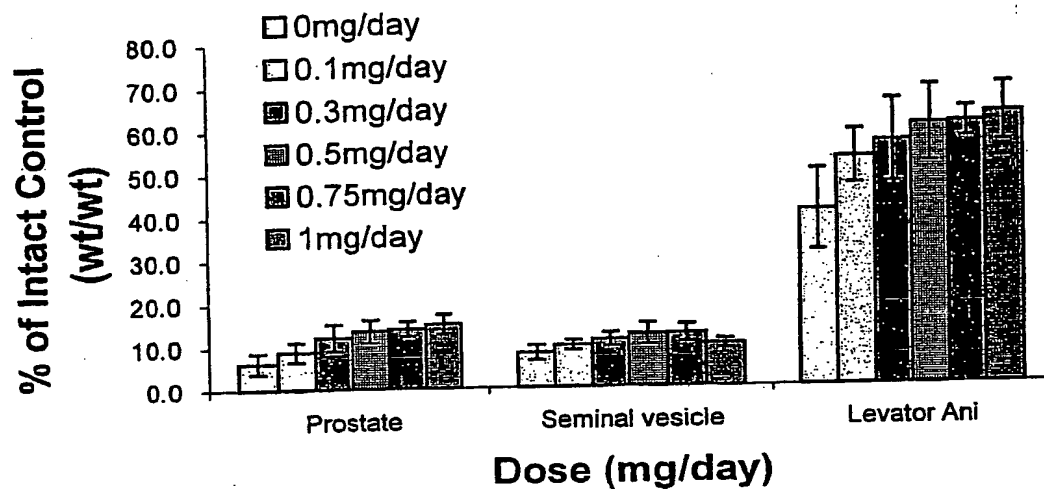 % of Intact Control
(wt/wt)
80.0
70.0
60.0
50.0
40.0
30.0
20.0
10.0
0.0
0mg/day
0.1mg/day
0.3mg/day
0.5mg/day
0.75mg/day
1mg/day
Prostate
Seminal vesicle
Levator Ani
Dose (mg/day)